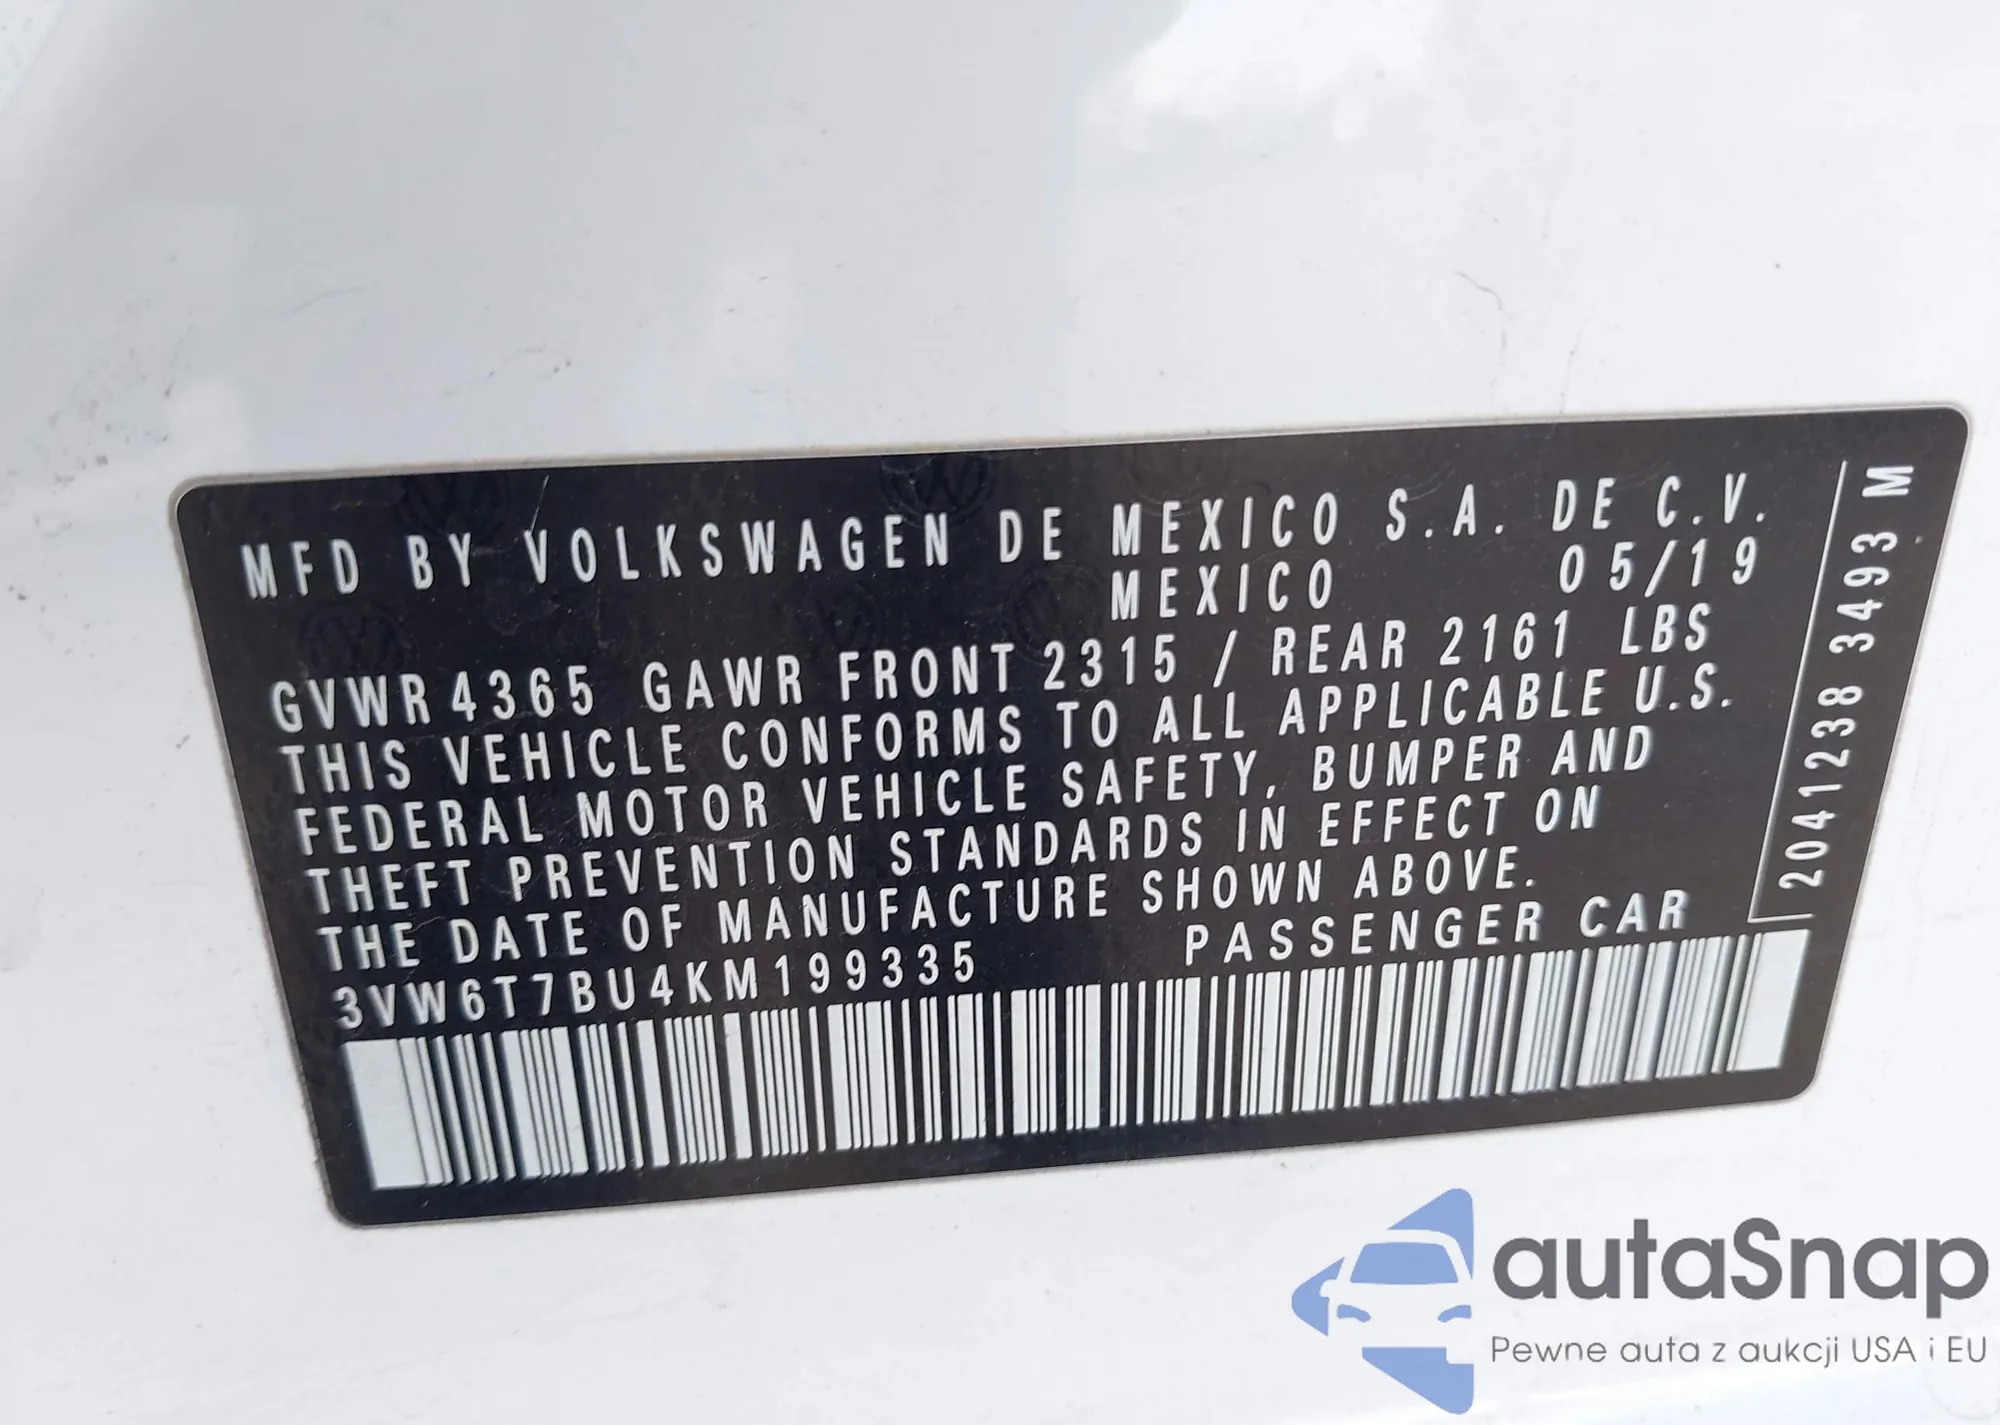 MFD BY VOLKSWAGEN DE MEXICO S.A. DE C.V.
MEXICO 05/19
GVWR 4365 GAWR FRONT 2315 / REAR 2161 LBS
THIS VEHICLE CONFORMS TO ALL APPLICABLE U.S.
FEDERAL MOTOR VEHICLE SAFETY, BUMPER AND
THEFT PREVENTION STANDARDS IN EFFECT ON
THE DATE OF MANUFACTURE SHOWN ABOVE.
3VW6T7BU4KM199335 PASSENGER CAR
2041238 3493 M
autaSnap
Pewne auta z aukcji USA i EU